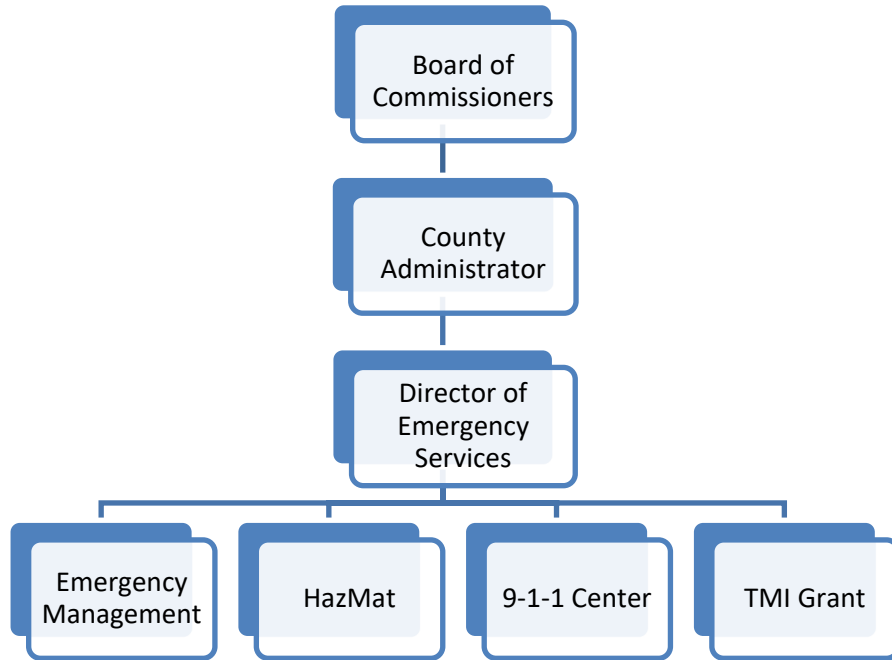 Board of
Commissioners
County
Administrator
Director of
Emergency
Services
Emergency
Management
HazMat
9-1-1 Center
TMI Grant